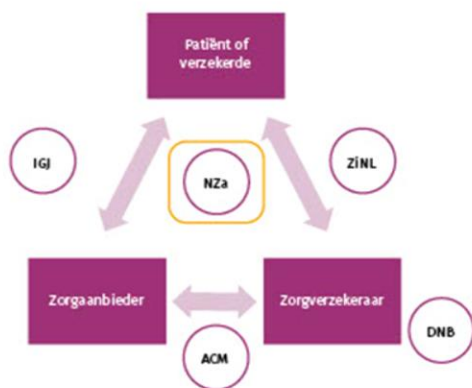 Patiënt of
verzekerde
IGJ
NZa
ZiNL
Zorgaanbieder
Zorgverzekeraar
ACM
DNB